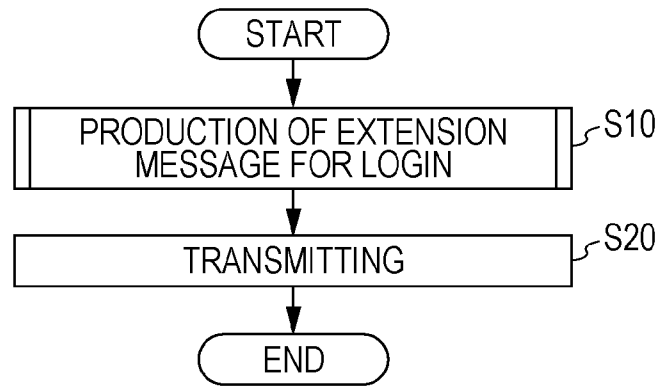 START
PRODUCTION OF EXTENSION
MESSAGE FOR LOGIN
S10
TRANSMITTING
S20
END